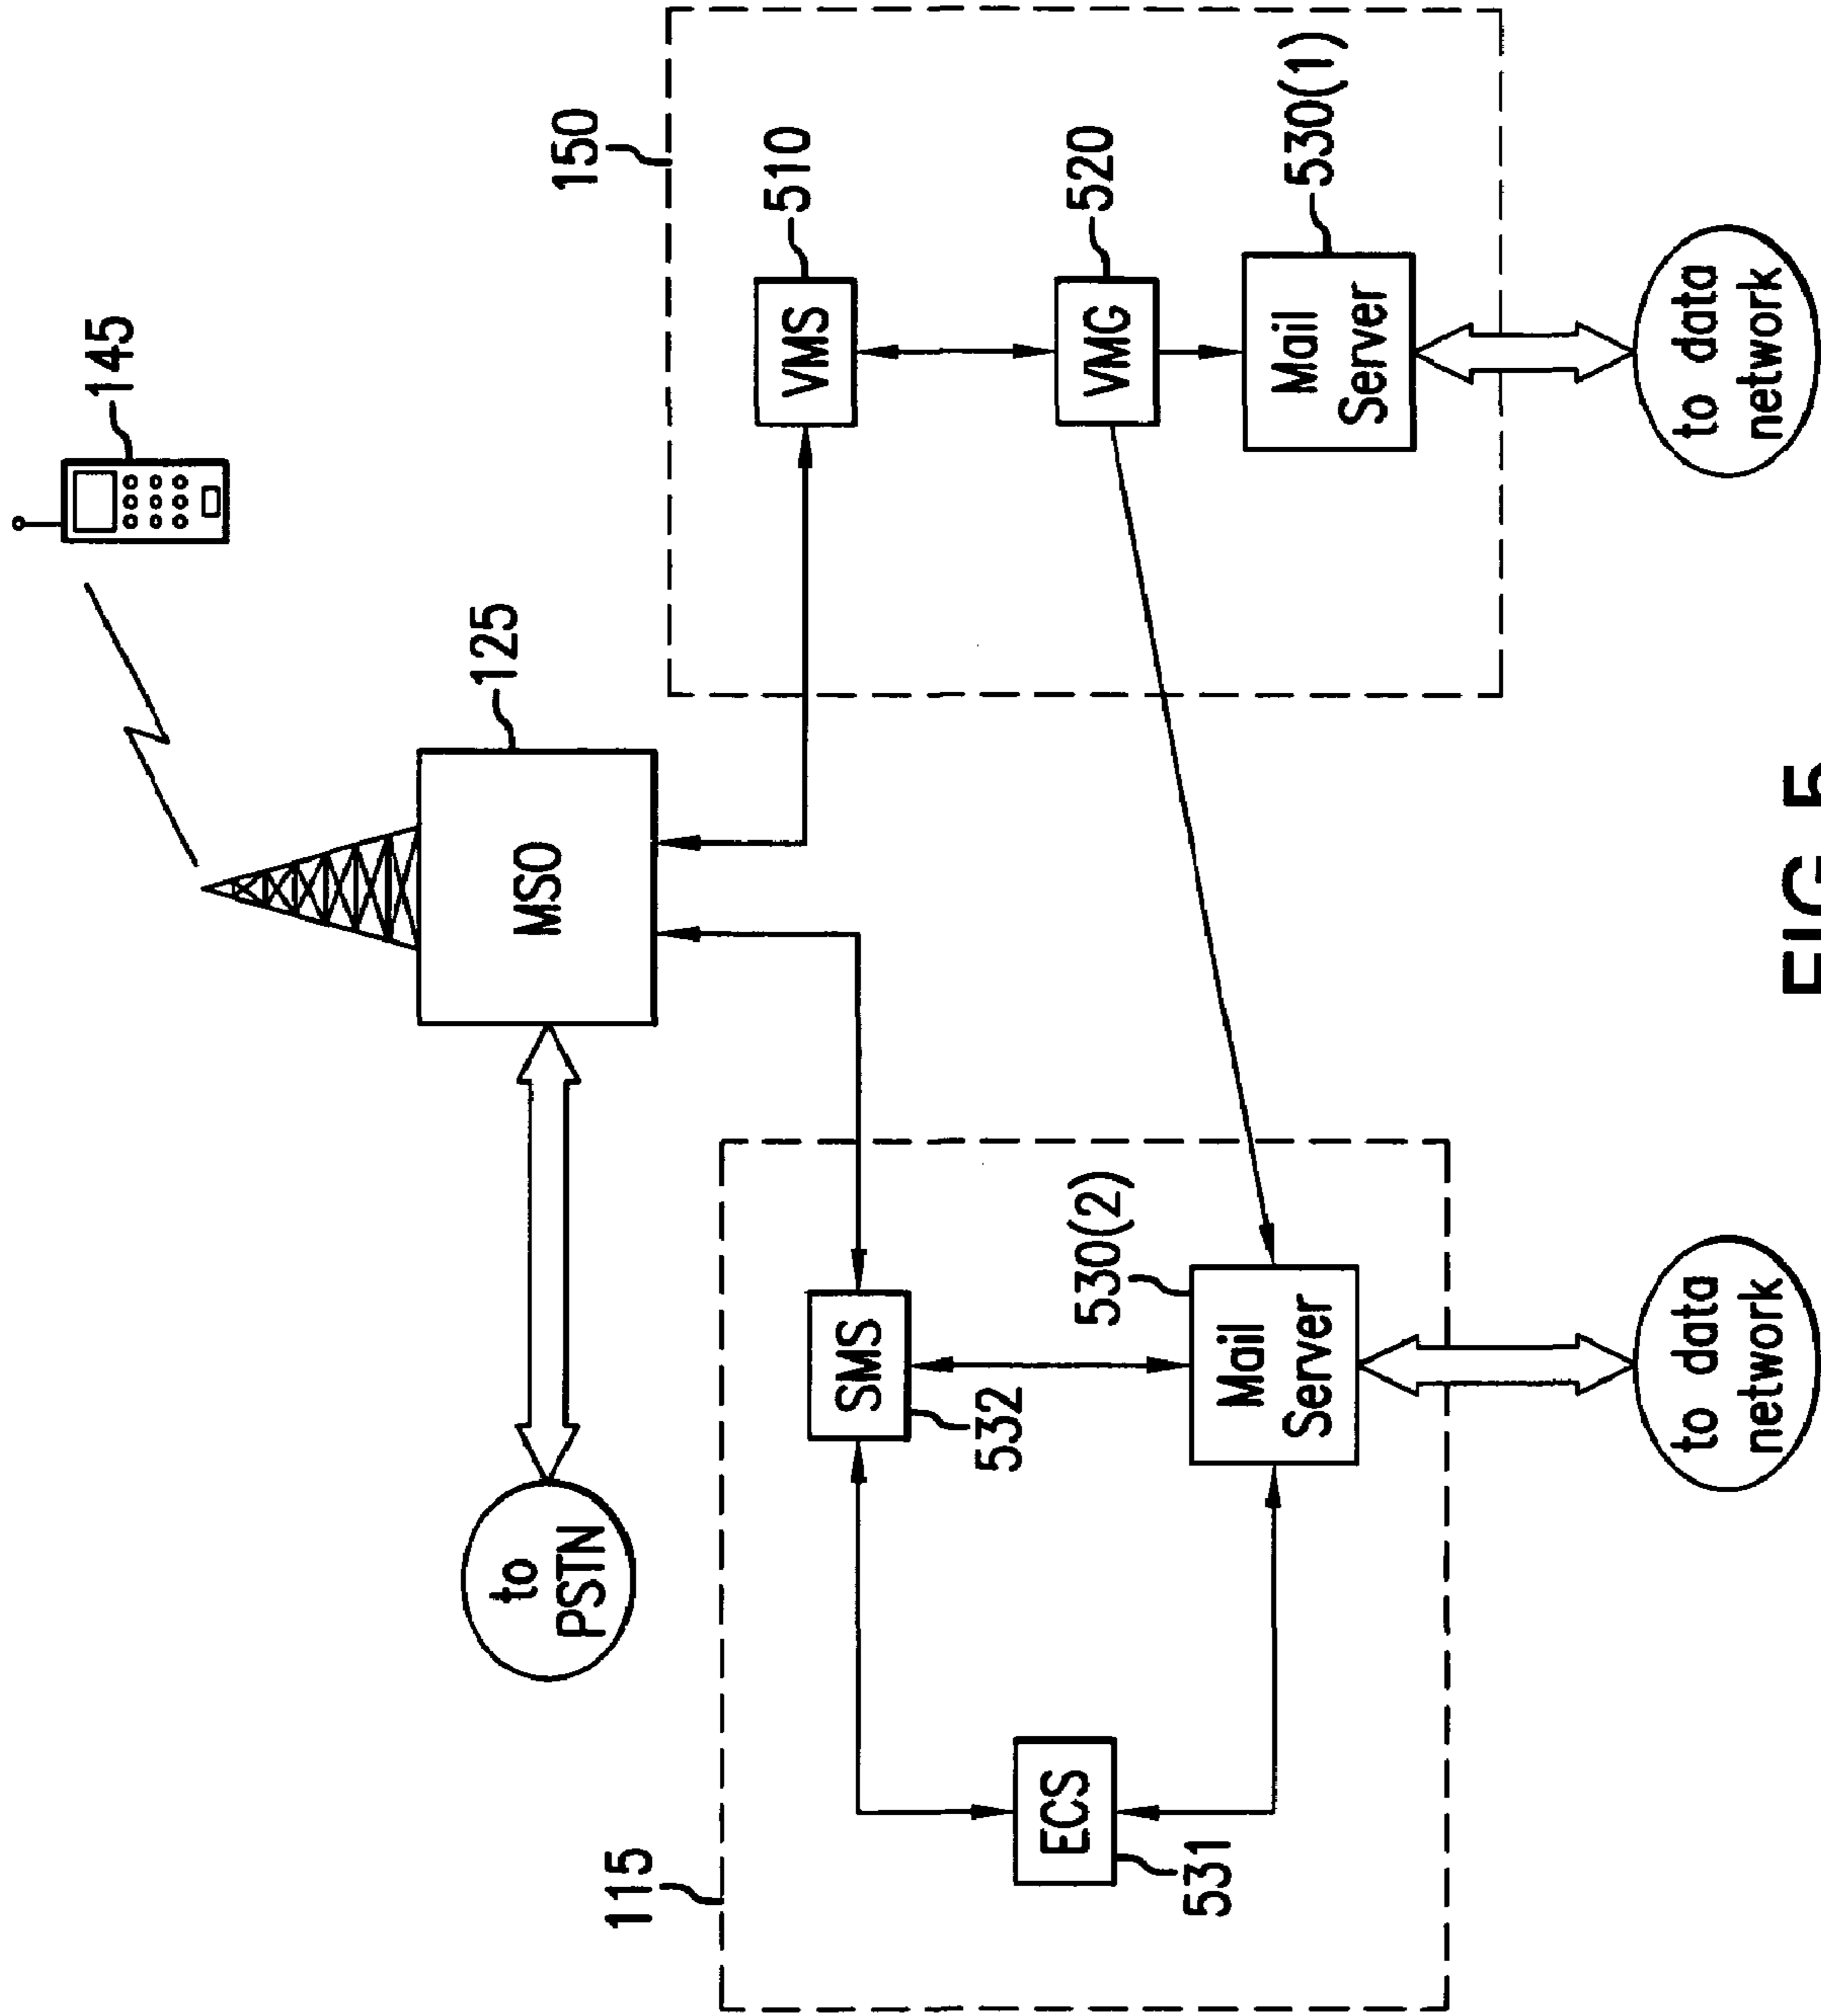 145
125
MSO
to
PSTN
150
VMS
510
VMG
520
Mail
Server
530(1)
to data
network
115
SMS
532
ECS
531
530(2)
Mail
Server
to data
network
FIG.5